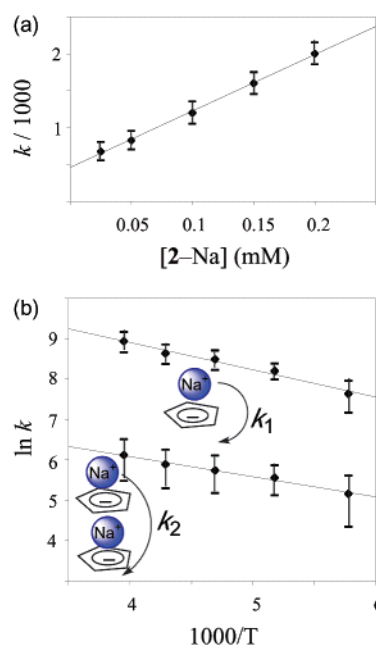 (a)
k / 1000
2
1
0.05 0.1 0.15 0.2
[2–Na] (mM)
(b)
ln k
9
8
7
6
5
4
Na⁺
k₁
Na⁺
Na⁺
k₂
4 5 6
1000/T